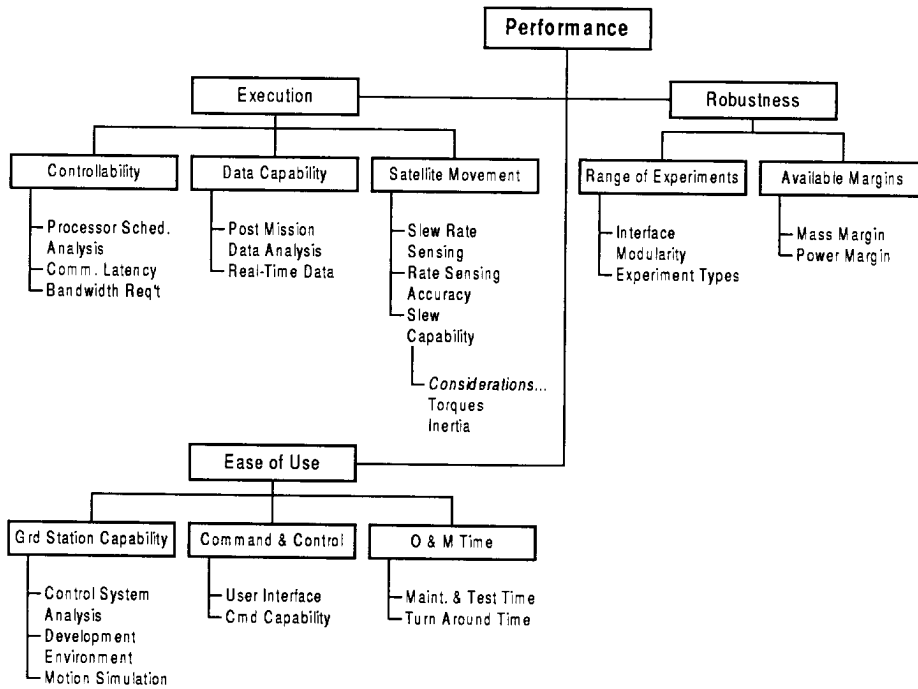 Performance
Execution
Robustness
Controllability
Data Capability
Satellite Movement
Range of Experiments
Available Margins
Processor Sched.
Analysis
Comm. Latency
Bandwidth Req't
Post Mission
Data Analysis
Real-Time Data
Slew Rate
Sensing
Rate Sensing
Accuracy
Slew
Capability
Considerations...
Torques
Inertia
Interface
Modularity
Experiment Types
Mass Margin
Power Margin
Ease of Use
Grd Station Capability
Command & Control
O & M Time
Control System
Analysis
Development
Environment
Motion Simulation
User Interface
Cmd Capability
Maint. & Test Time
Turn Around Time